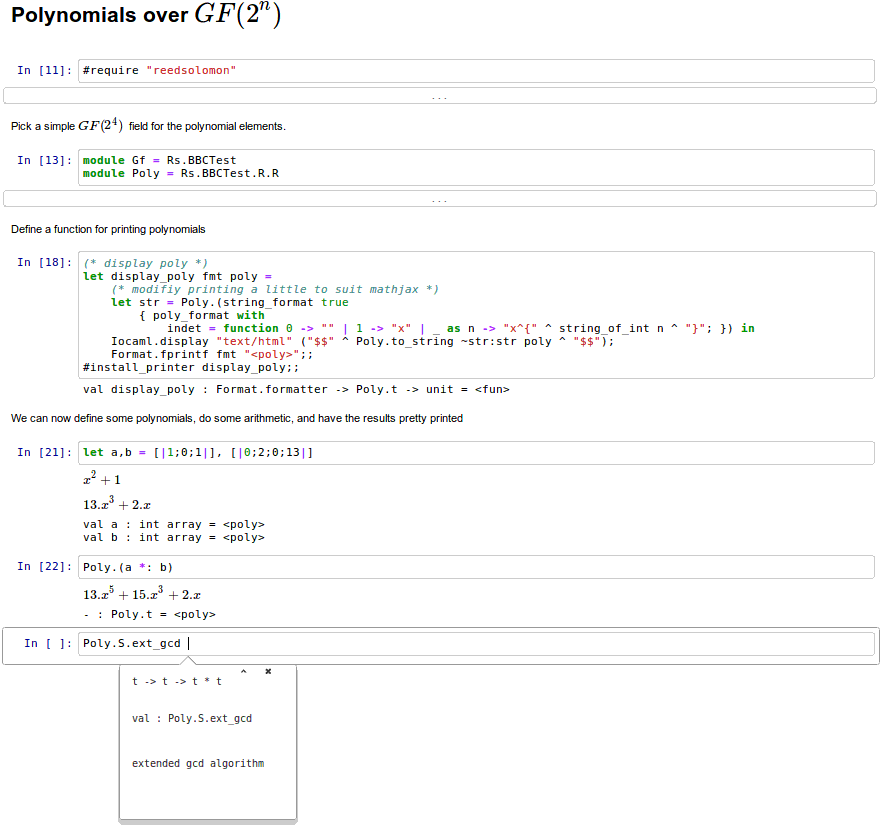 Polynomials over GF(2^n)
In [11]: #require "reedsolomon"
...
Pick a simple GF(2^4) field for the polynomial elements.
In [13]: module Gf = Rs.BBCTest
module Poly = Rs.BBCTest.R.R
...
Define a function for printing polynomials
In [18]: (* display poly *)
let display_poly fmt poly =
    (* modifiy printing a little to suit mathjax *)
    let str = Poly.(string_format true
        { poly_format with
            indet = function 0 -> "" | 1 -> "x" | _ as n -> "x^{" ^ string_of_int n ^ "}"; }) in
    Iocaml.display "text/html" ("$$" ^ Poly.to_string ~str:str poly ^ "$$");
    Format.fprintf fmt "<poly>";;
#install_printer display_poly;;
val display_poly : Format.formatter -> Poly.t -> unit = <fun>
We can now define some polynomials, do some arithmetic, and have the results pretty printed
In [21]: let a,b = [|1;0;1|], [|0;2;0;13|]
x^2 + 1
13.x^3 + 2.x
val a : int array = <poly>
val b : int array = <poly>
In [22]: Poly.(a *: b)
13.x^5 + 15.x^3 + 2.x
- : Poly.t = <poly>
In [ ]: Poly.S.ext_gcd
t -> t -> t * t
val : Poly.S.ext_gcd
extended gcd algorithm